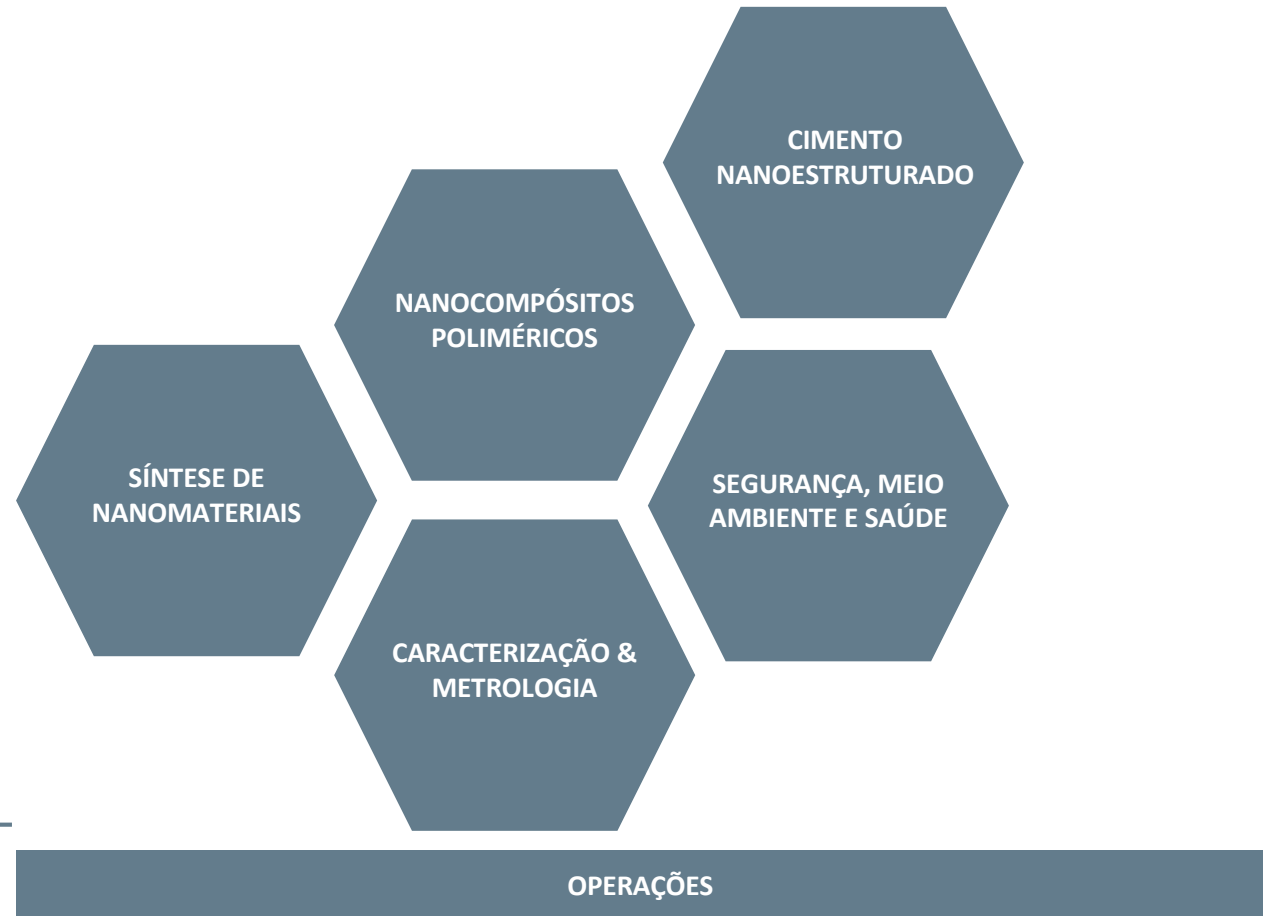 CIMENTO
NANOESTRUTURADO
NANOCOMPÓSITOS
POLIMÉRICOS
SÍNTESE DE
NANOMATERIAIS
SEGURANÇA, MEIO
AMBIENTE E SAÚDE
CARACTERIZAÇÃO &
METROLOGIA
OPERAÇÕES